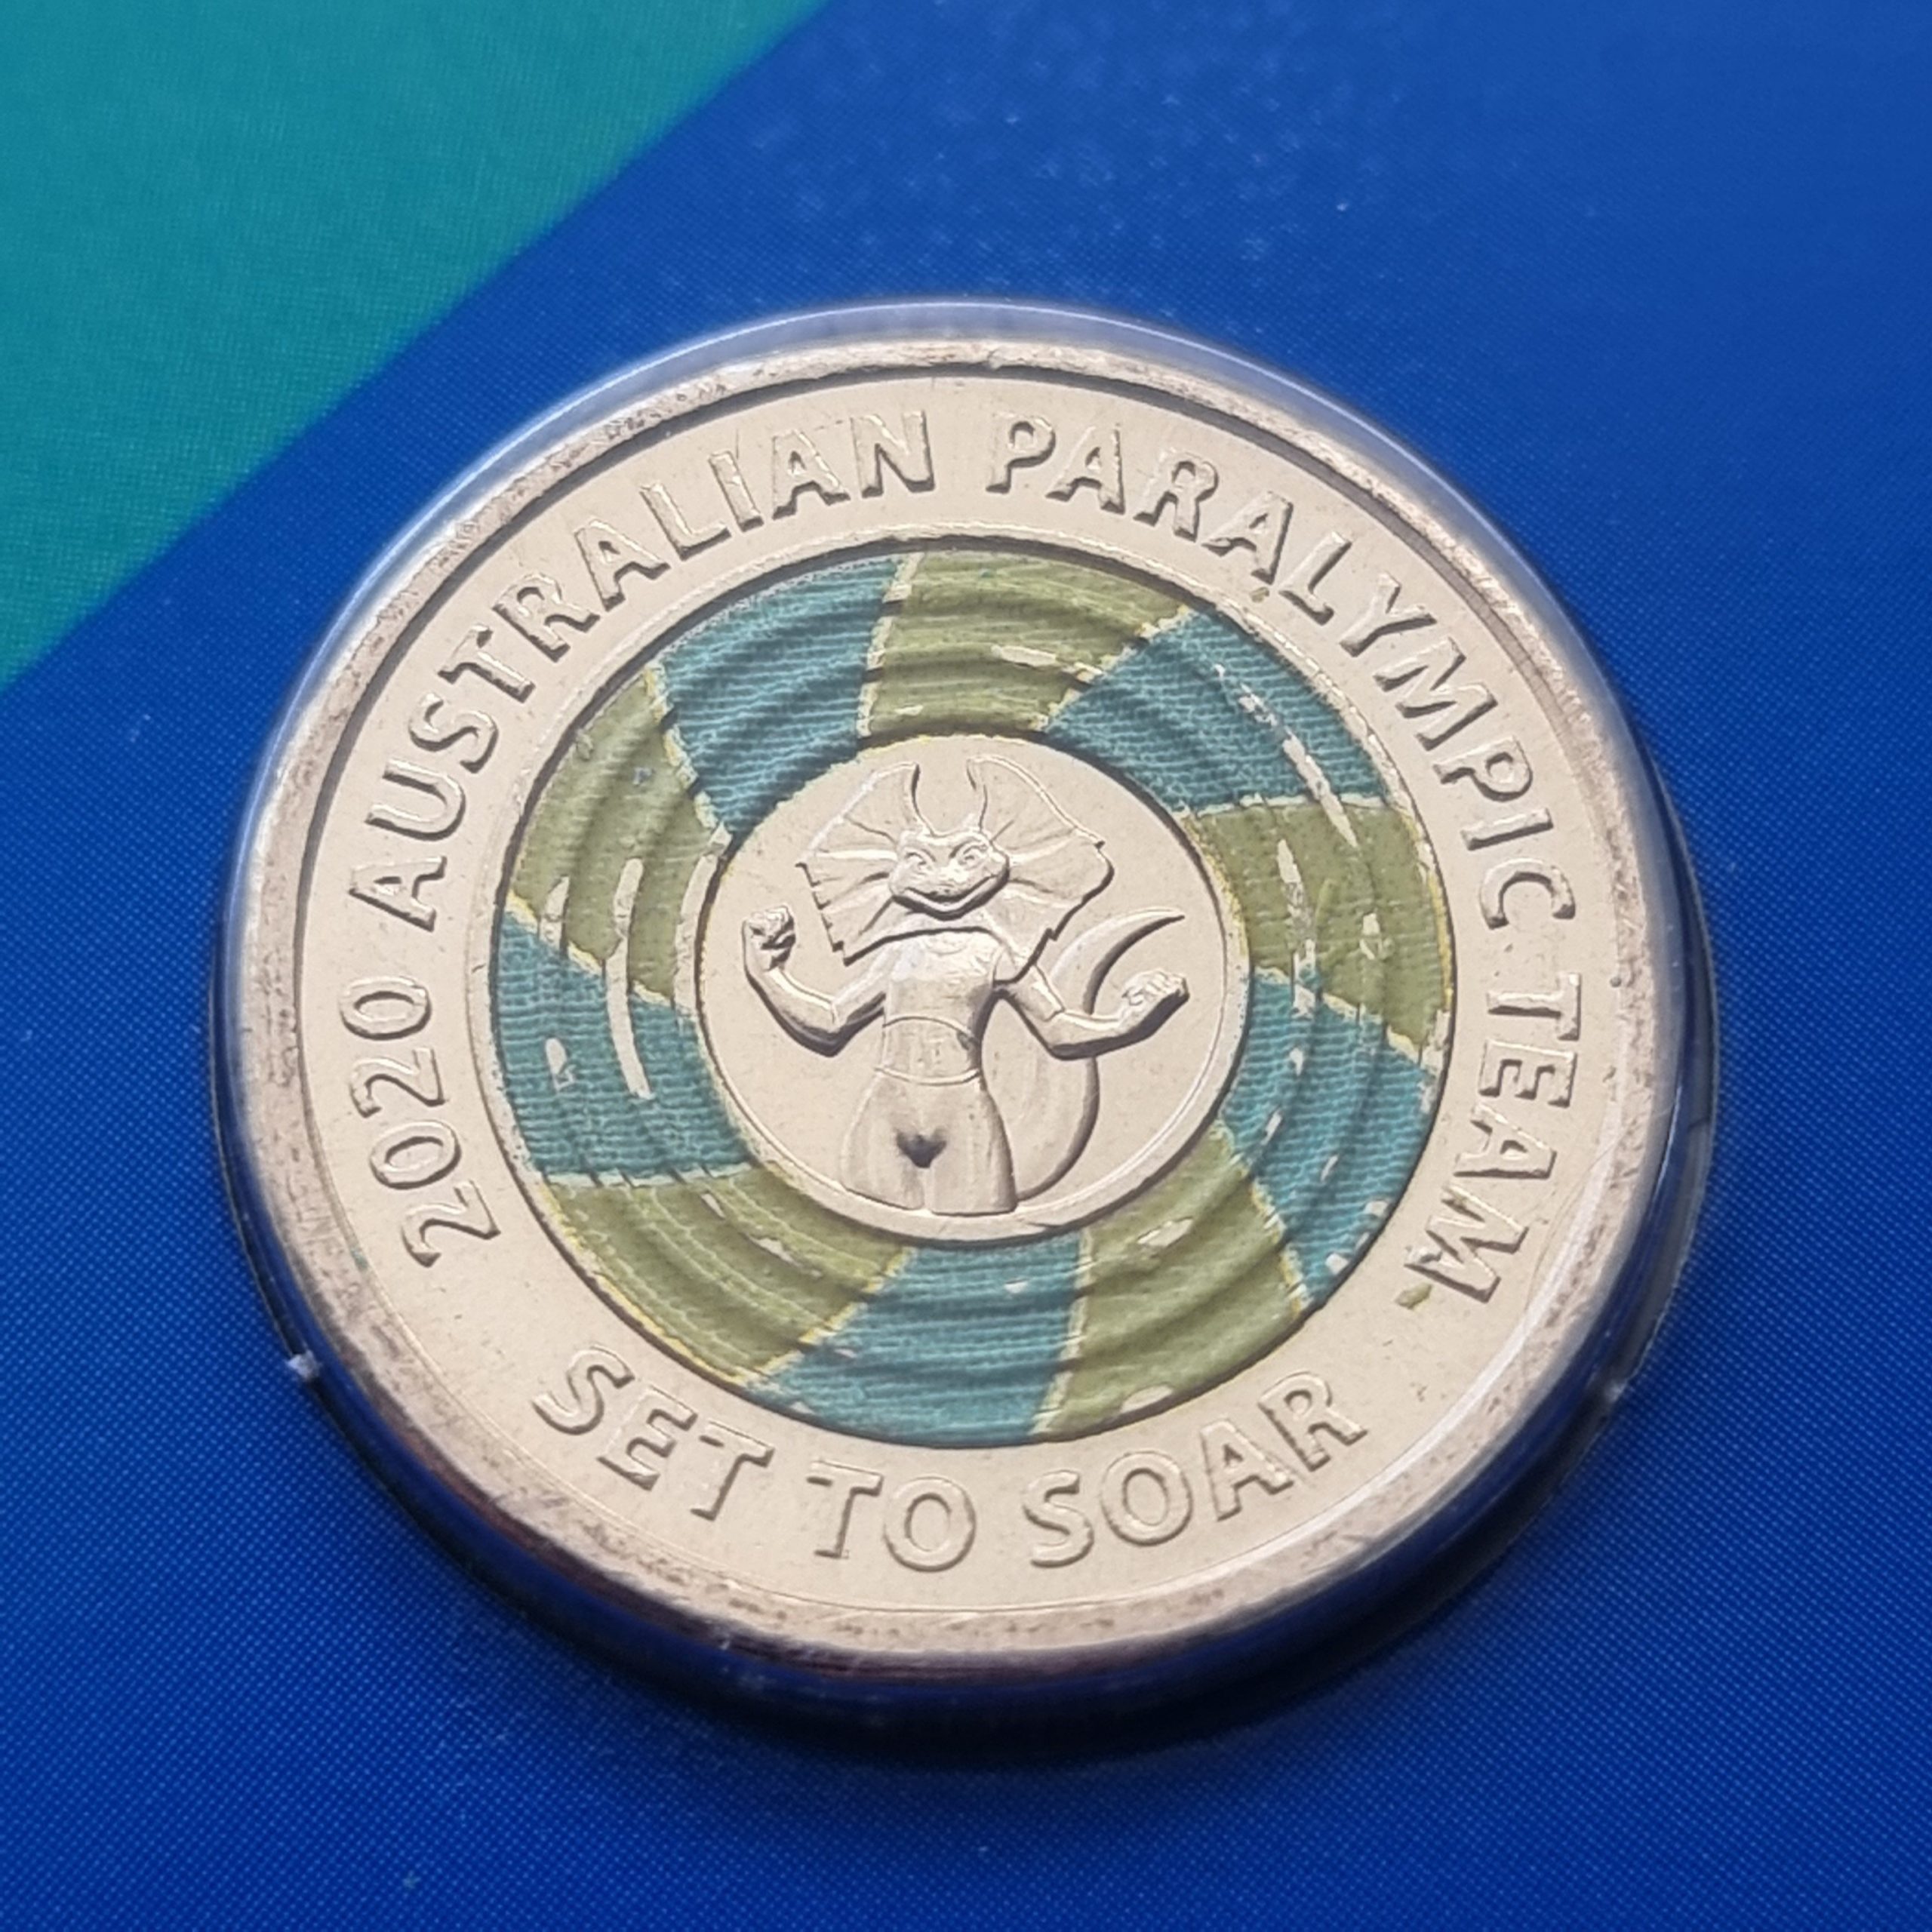 2020 AUSTRALIAN PARALYMPIC TEAM
SET TO SOAR